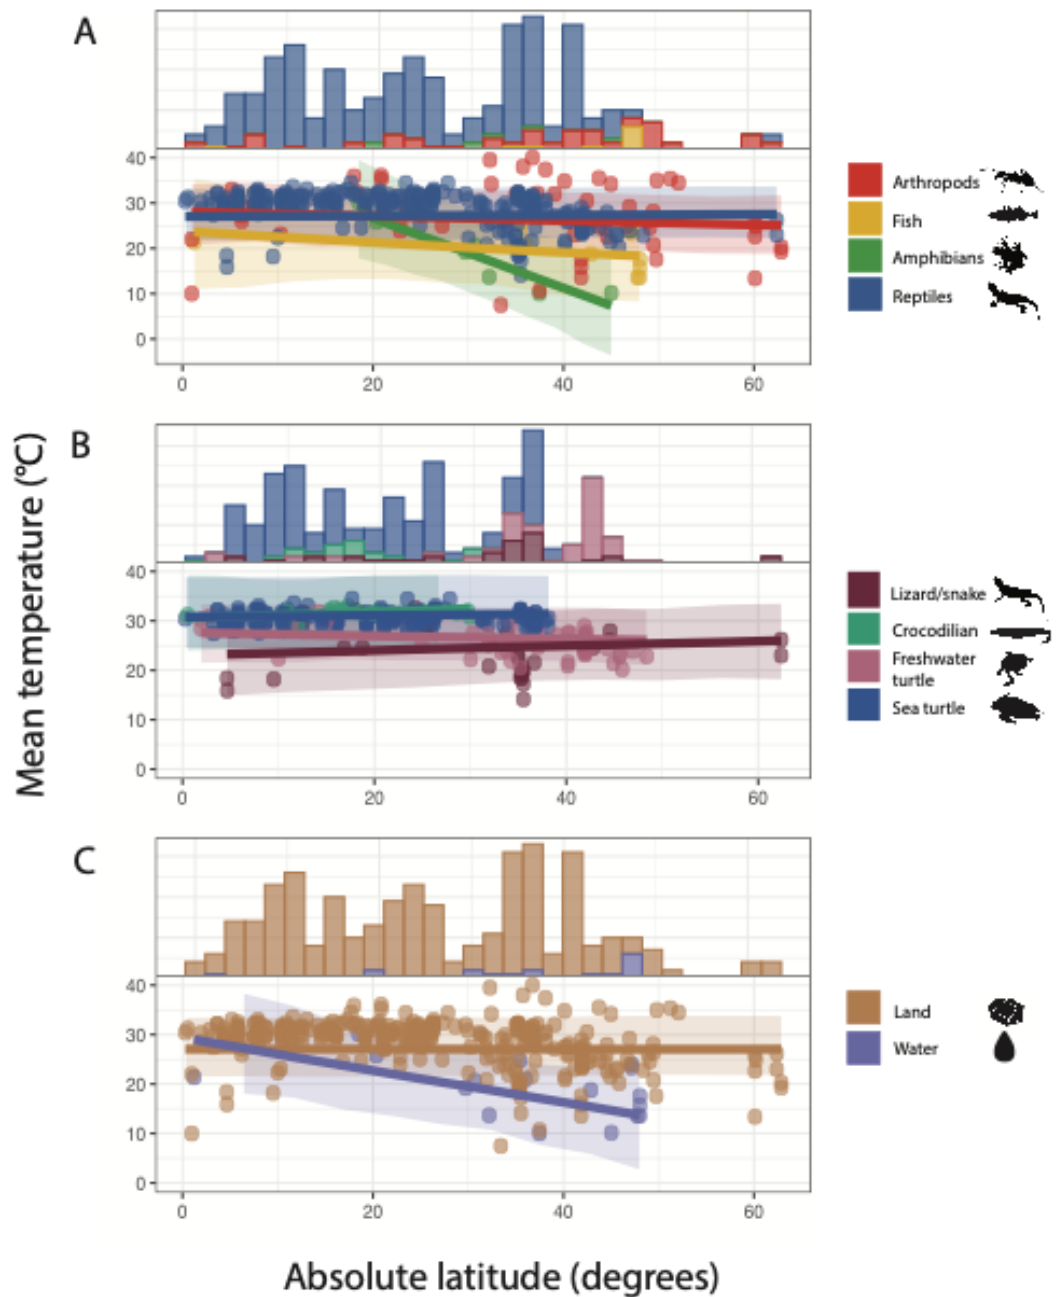 A
40
30
20
10
0
0 20 40 60
Arthropods
Fish
Amphibians
Reptiles
B
40
30
20
10
0
0 20 40 60
Lizard/snake
Crocodilian
Freshwater
turtle
Sea turtle
C
40
30
20
10
0
0 20 40 60
Land
Water
Mean temperature (°C)
Absolute latitude (degrees)